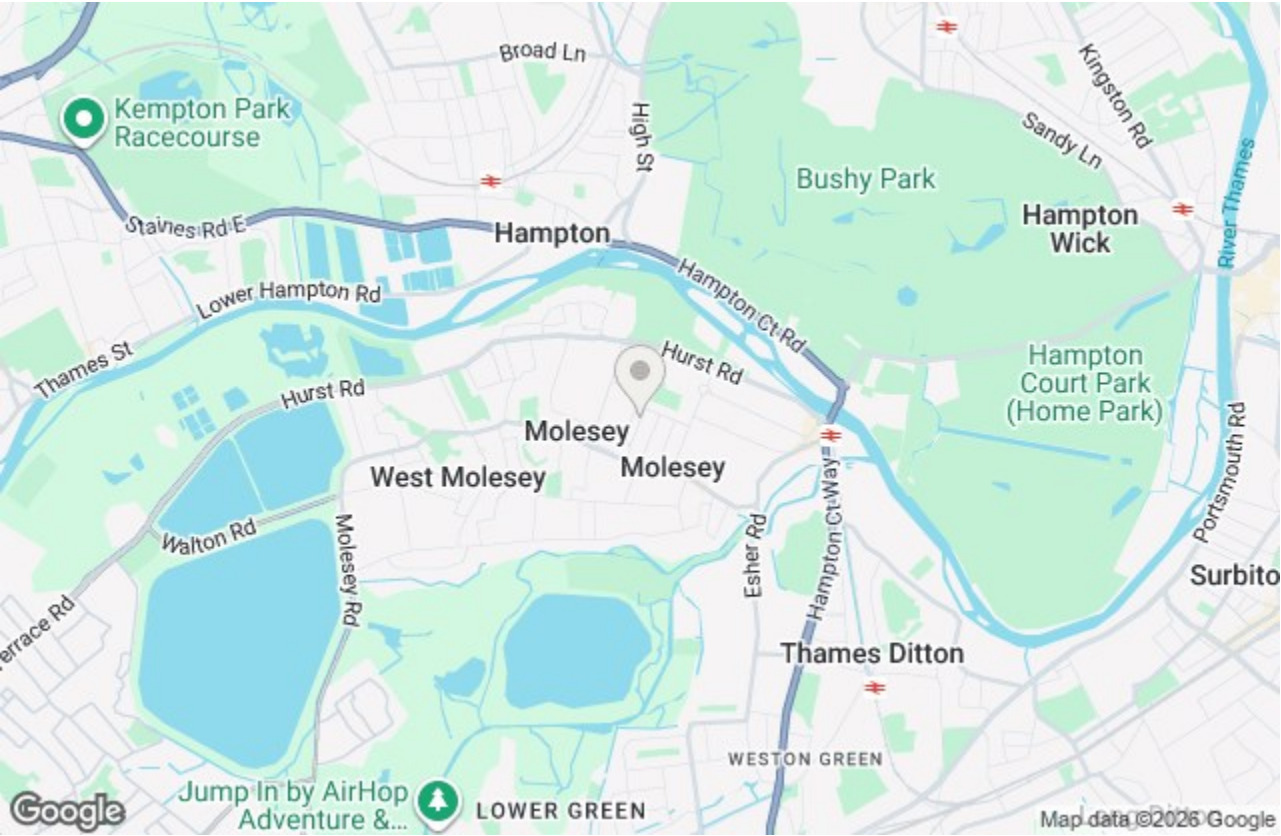 Broad Ln
Kingston Rd
Kempton Park
Racecourse
High St
Sandy Ln
Bushy Park
River Thames
Staines Rd E
Hampton
Hampton
Wick
Lower Hampton Rd
Hampton Ct Rd
Thames St
Hurst Rd
Hurst Rd
Hampton
Court Park
(Home Park)
Molesey
Molesey
West Molesey
Portsmouth Rd
Walton Rd
Molesey Rd
Esher Rd
Hampton Ct Way
Surbito
Terrace Rd
Thames Ditton
WESTON GREEN
Jump In by AirHop
Adventure &...
LOWER GREEN
Google
Map data ©2026 Google